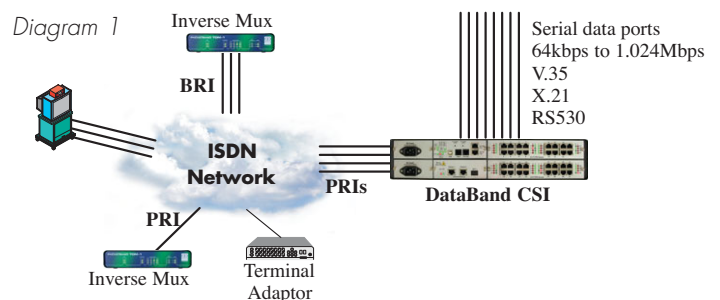 Diagram 1
Inverse Mux
BRI
ISDN
Network
PRI
Inverse Mux
Terminal
Adaptor
PRIs
DataBand CSI
Serial data ports
64kbps to 1.024Mbps
V.35
X.21
RS530